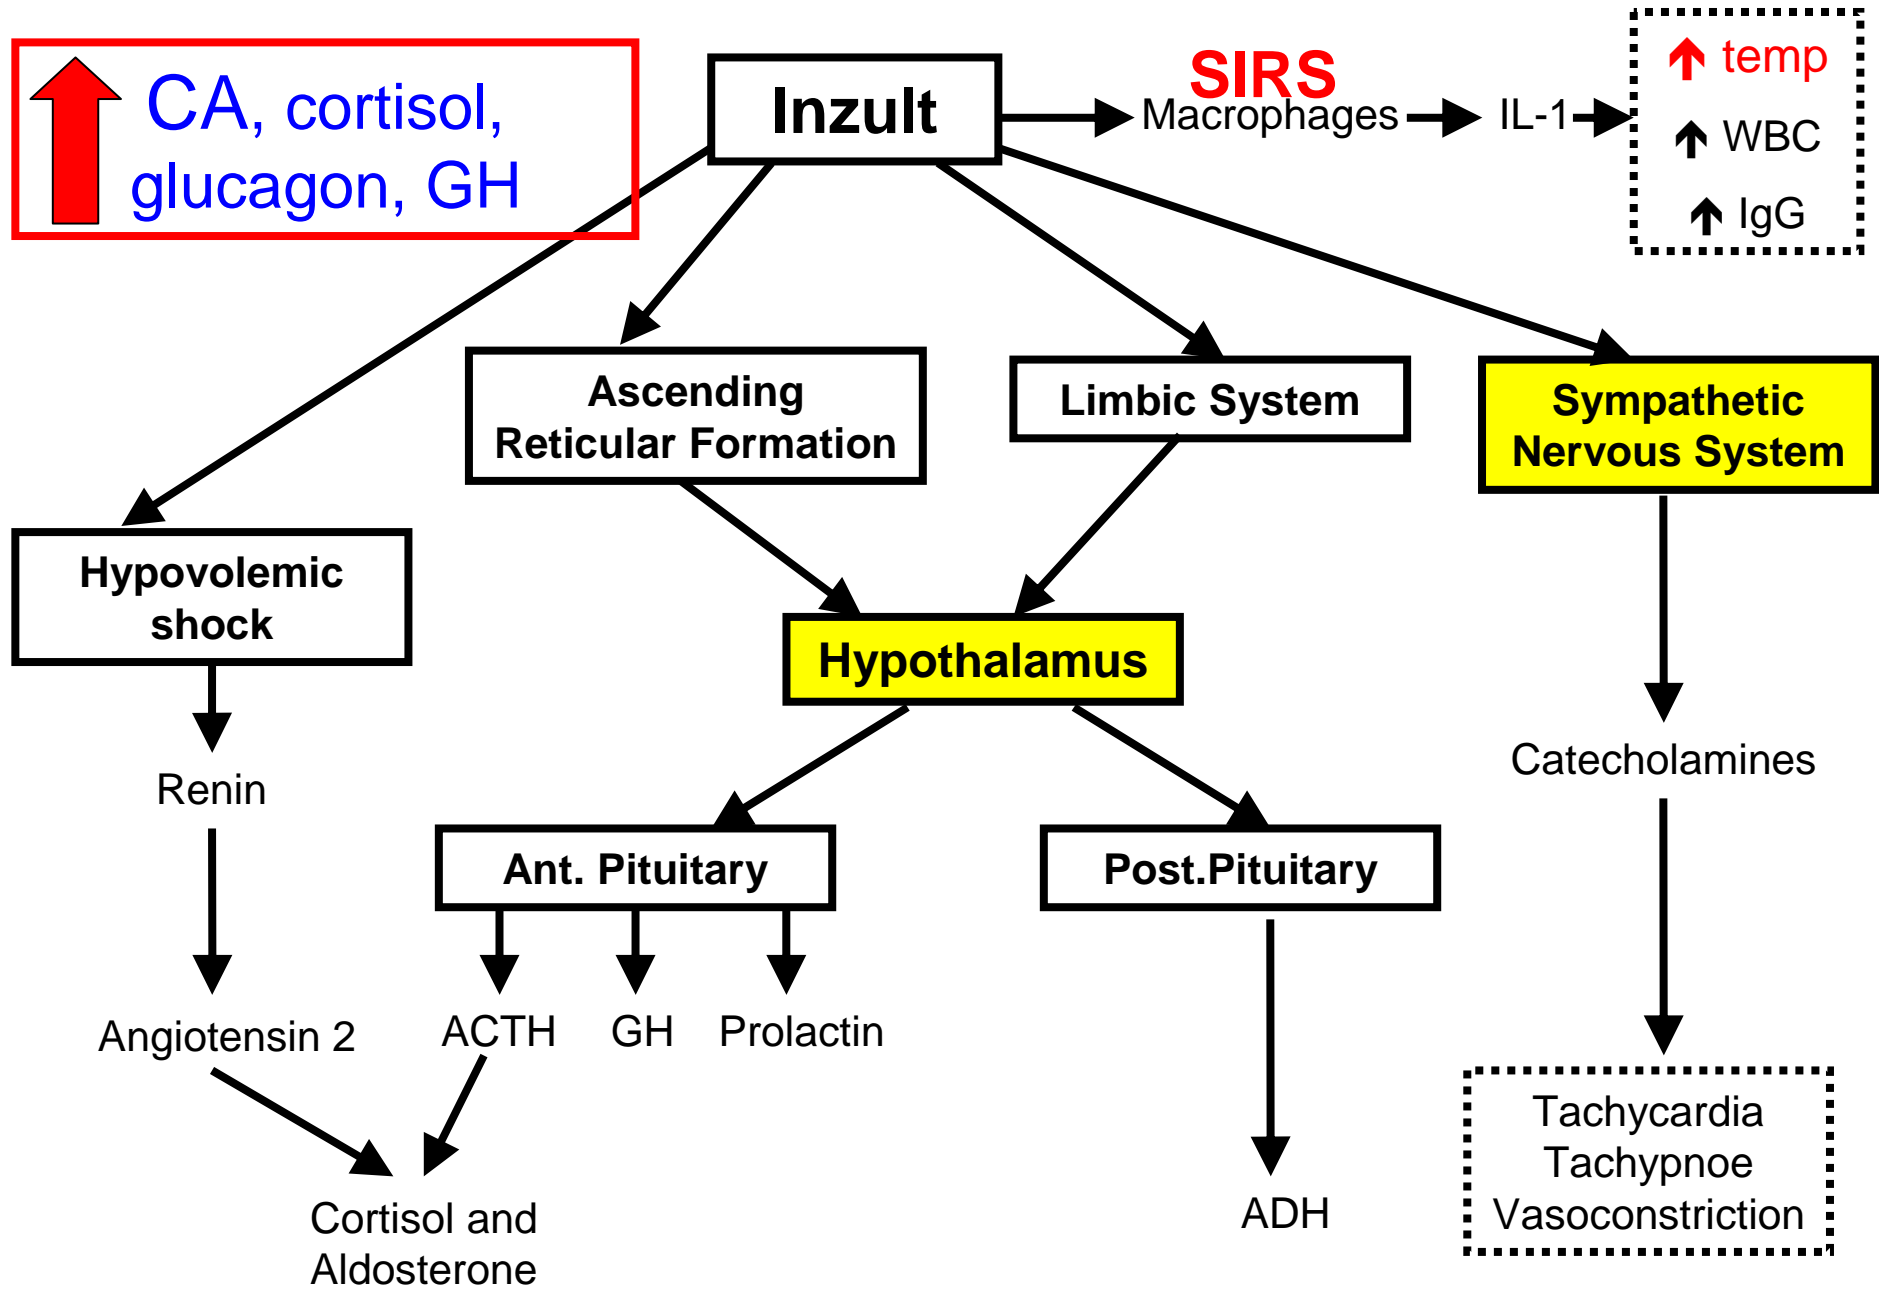 CA, cortisol,
glucagon, GH
Inzult
SIRS
Macrophages
IL-1
temp
WBC
IgG
Ascending
Reticular Formation
Limbic System
Sympathetic
Nervous System
Hypovolemic
shock
Hypothalamus
Renin
Catecholamines
Ant. Pituitary
Post.Pituitary
Angiotensin 2
ACTH
GH
Prolactin
Cortisol and
Aldosterone
ADH
Tachycardia
Tachypnoe
Vasoconstriction